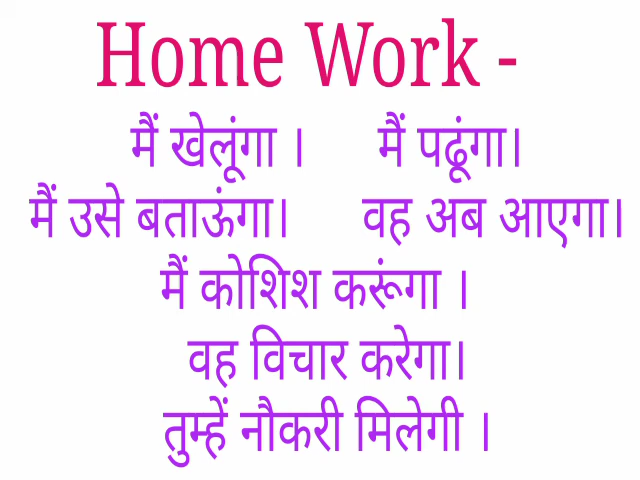 Home Work -
मैं खेलूंगा । मैं पढूंगा।
मैं उसे बताऊंगा। वह अब आएगा।
मैं कोशिश करूंगा ।
वह विचार करेगा।
तुम्हें नौकरी मिलेगी ।